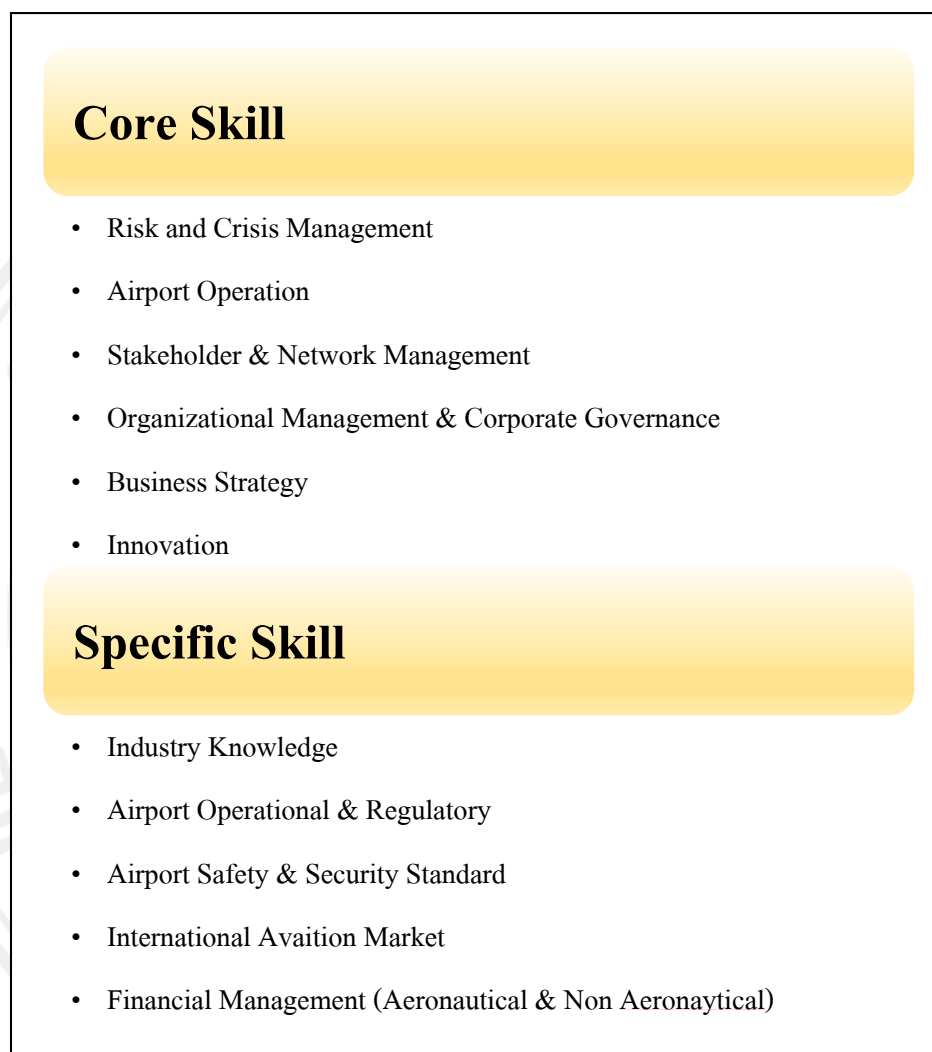 Core Skill
• Risk and Crisis Management
• Airport Operation
• Stakeholder & Network Management
• Organizational Management & Corporate Governance
• Business Strategy
• Innovation
Specific Skill
• Industry Knowledge
• Airport Operational & Regulatory
• Airport Safety & Security Standard
• International Avaition Market
• Financial Management (Aeronautical & Non Aeronaytical)